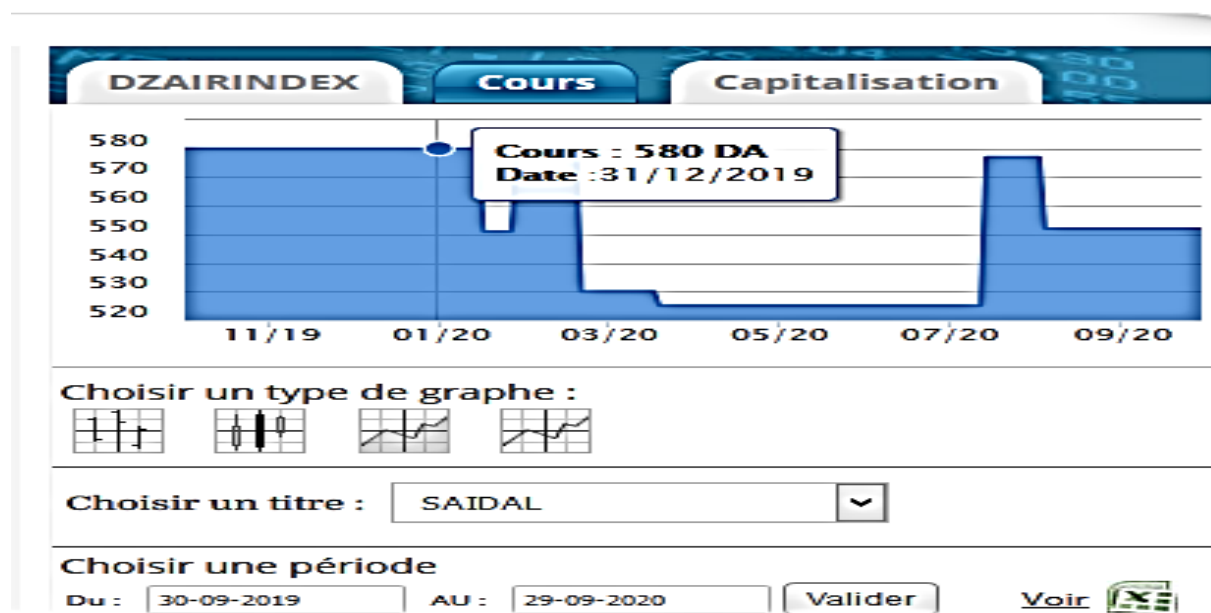 DZAIRINDEX Cours Capitalisation
580
570
560
550
540
530
520
Cours : 580 DA
Date :31/12/2019
11/19 01/20 03/20 05/20 07/20 09/20
Choisir un type de graphe :
Choisir un titre : SAIDAL
Choisir une période
Du : 30-09-2019 AU : 29-09-2020 Valider Voir